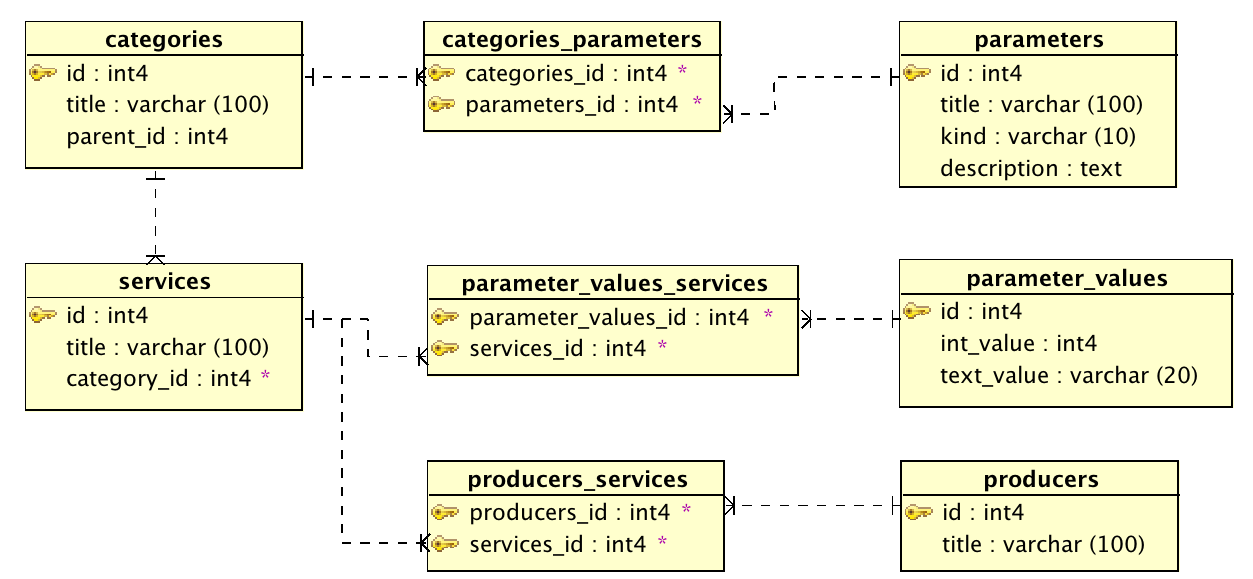 categories
id : int4
title : varchar (100)
parent_id : int4
categories_parameters
categories_id : int4 *
parameters_id : int4 *
parameters
id : int4
title : varchar (100)
kind : varchar (10)
description : text
services
id : int4
title : varchar (100)
category_id : int4 *
parameter_values_services
parameter_values_id : int4 *
services_id : int4 *
parameter_values
id : int4
int_value : int4
text_value : varchar (20)
producers_services
producers_id : int4 *
services_id : int4 *
producers
id : int4
title : varchar (100)